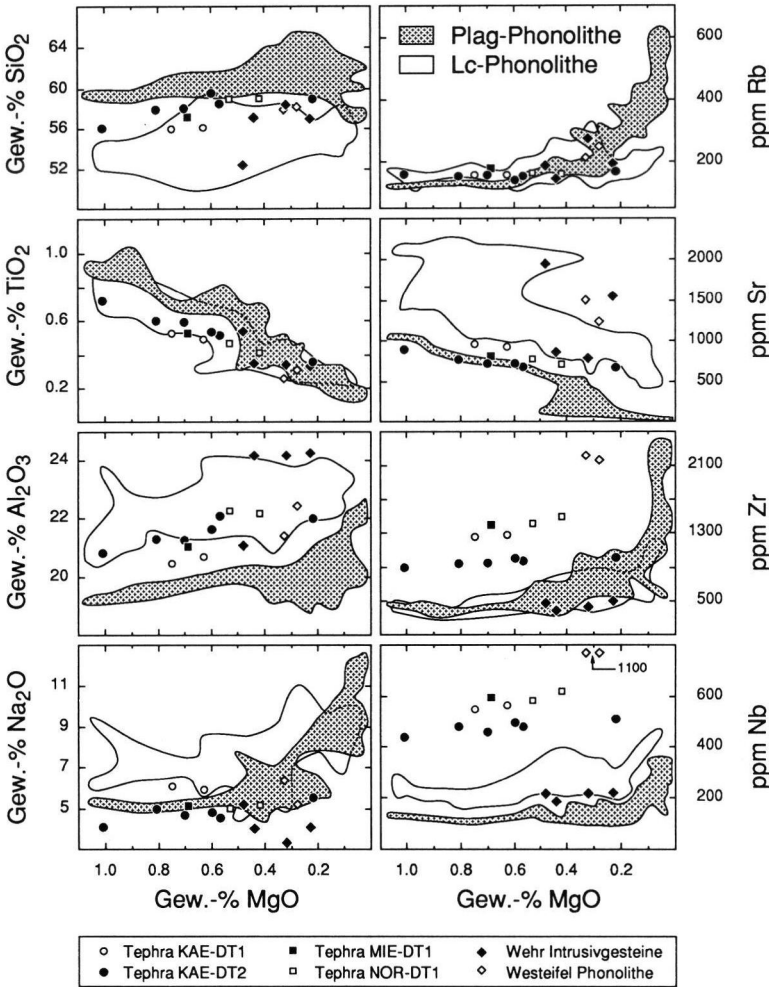 Plag-Phonolithe
Lc-Phonolithe
Gew.-% SiO2
64
60
56
52
ppm Rb
600
400
200
Gew.-% TiO2
1.0
0.6
0.2
ppm Sr
2000
1500
1000
500
Gew.-% Al2O3
24
22
20
ppm Zr
2100
1300
500
Gew.-% Na2O
11
9
7
5
ppm Nb
1100
600
400
200
1.0 0.8 0.6 0.4 0.2
1.0 0.8 0.6 0.4 0.2
Gew.-% MgO
Gew.-% MgO
Tephra KAE-DT1
Tephra MIE-DT1
Wehr Intrusivgesteine
Tephra KAE-DT2
Tephra NOR-DT1
Westeifel Phonolithe